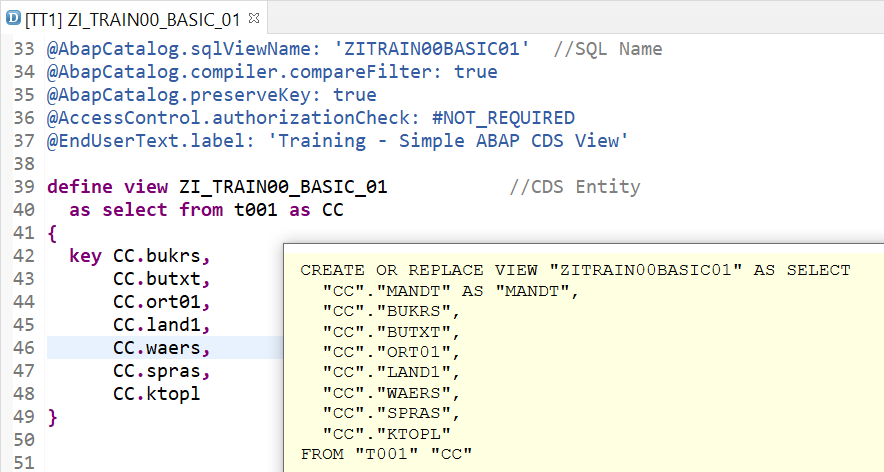 [TT1] ZI_TRAIN00_BASIC_01
33 @AbapCatalog.sqlViewName: 'ZITRAIN00BASIC01' //SQL Name
34 @AbapCatalog.compiler.compareFilter: true
35 @AbapCatalog.preserveKey: true
36 @AccessControl.authorizationCheck: #NOT_REQUIRED
37 @EndUserText.label: 'Training - Simple ABAP CDS View'
38
39 define view ZI_TRAIN00_BASIC_01 //CDS Entity
40 as select from t001 as CC
41 {
42 key CC.bukrs,
43 CC.butxt,
44 CC.ort01,
45 CC.land1,
46 CC.waers,
47 CC.spras,
48 CC.ktopl
49 }
50
51
CREATE OR REPLACE VIEW "ZITRAIN00BASIC01" AS SELECT
"CC"."MANDT" AS "MANDT",
"CC"."BUKRS",
"CC"."BUTXT",
"CC"."ORT01",
"CC"."LAND1",
"CC"."WAERS",
"CC"."SPRAS",
"CC"."KTOPL"
FROM "T001" "CC"